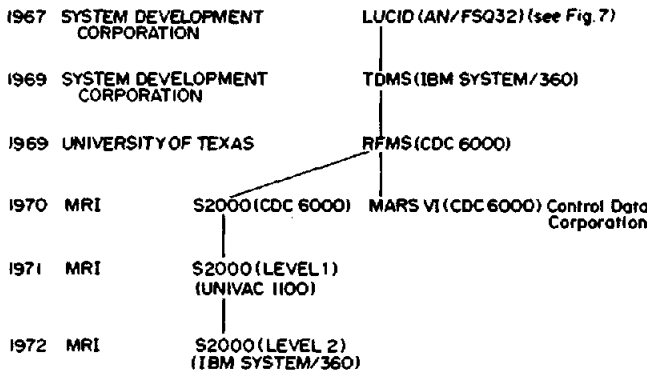 1967 SYSTEM DEVELOPMENT CORPORATION LUCID (AN/FSQ32) (see Fig. 7)
1969 SYSTEM DEVELOPMENT CORPORATION TDMS (IBM SYSTEM/360)
1969 UNIVERSITY OF TEXAS RFMS (CDC 6000)
1970 MRI S2000 (CDC 6000) MARS VI (CDC 6000) Control Data Corporation
1971 MRI S2000 (LEVEL 1)
(UNIVAC 1100)
1972 MRI S2000 (LEVEL 2)
(IBM SYSTEM/360)